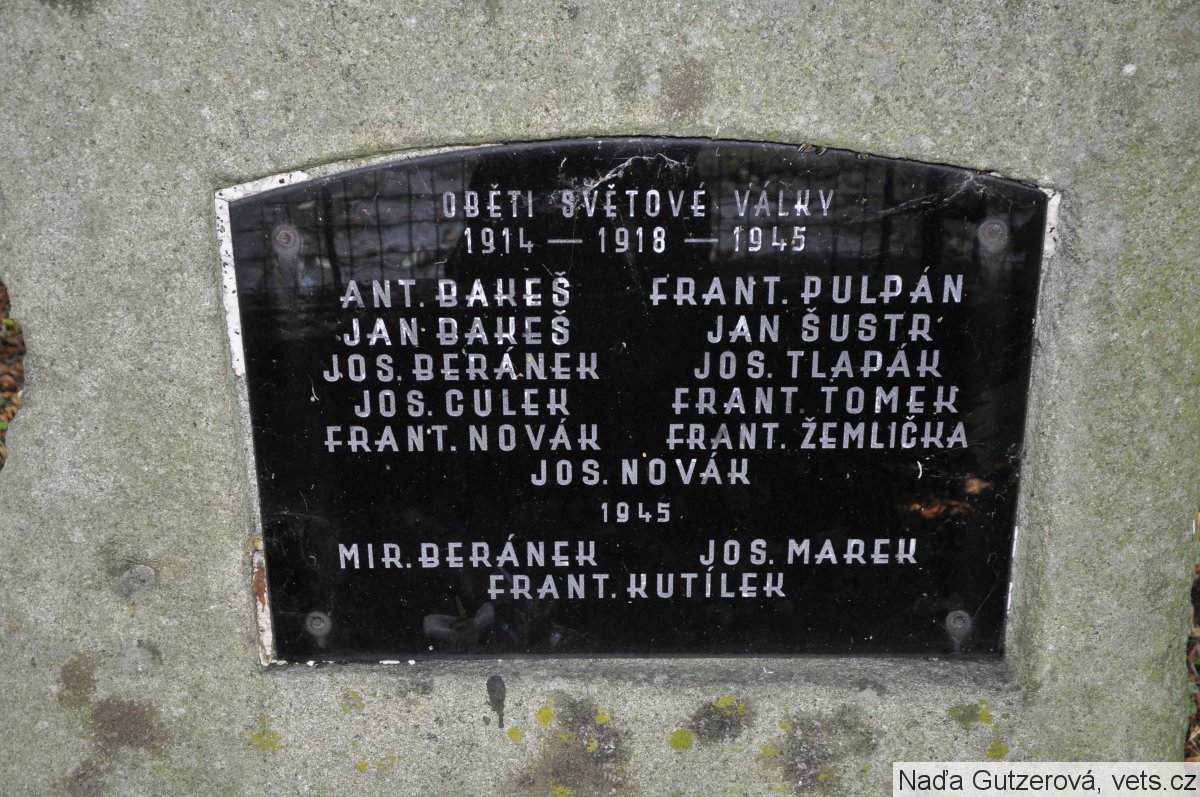 OBĚTI SVĚTOVÉ VÁLKY
1914 — 1918 — 1945
ANT. BAKEŠ FRANT. PULPÁN
JAN BAKEŠ JAN ŠUSTR
JOS. BERÁNEK JOS. TLAPÁK
JOS. CULEK FRANT. TOMEK
FRANT. NOVÁK FRANT. ŽEMLIČKA
JOS. NOVÁK
1945
MIR. BERÁNEK JOS. MAREK
FRANT. KUTÍLEK
Naďa Gutzerová, vets.cz